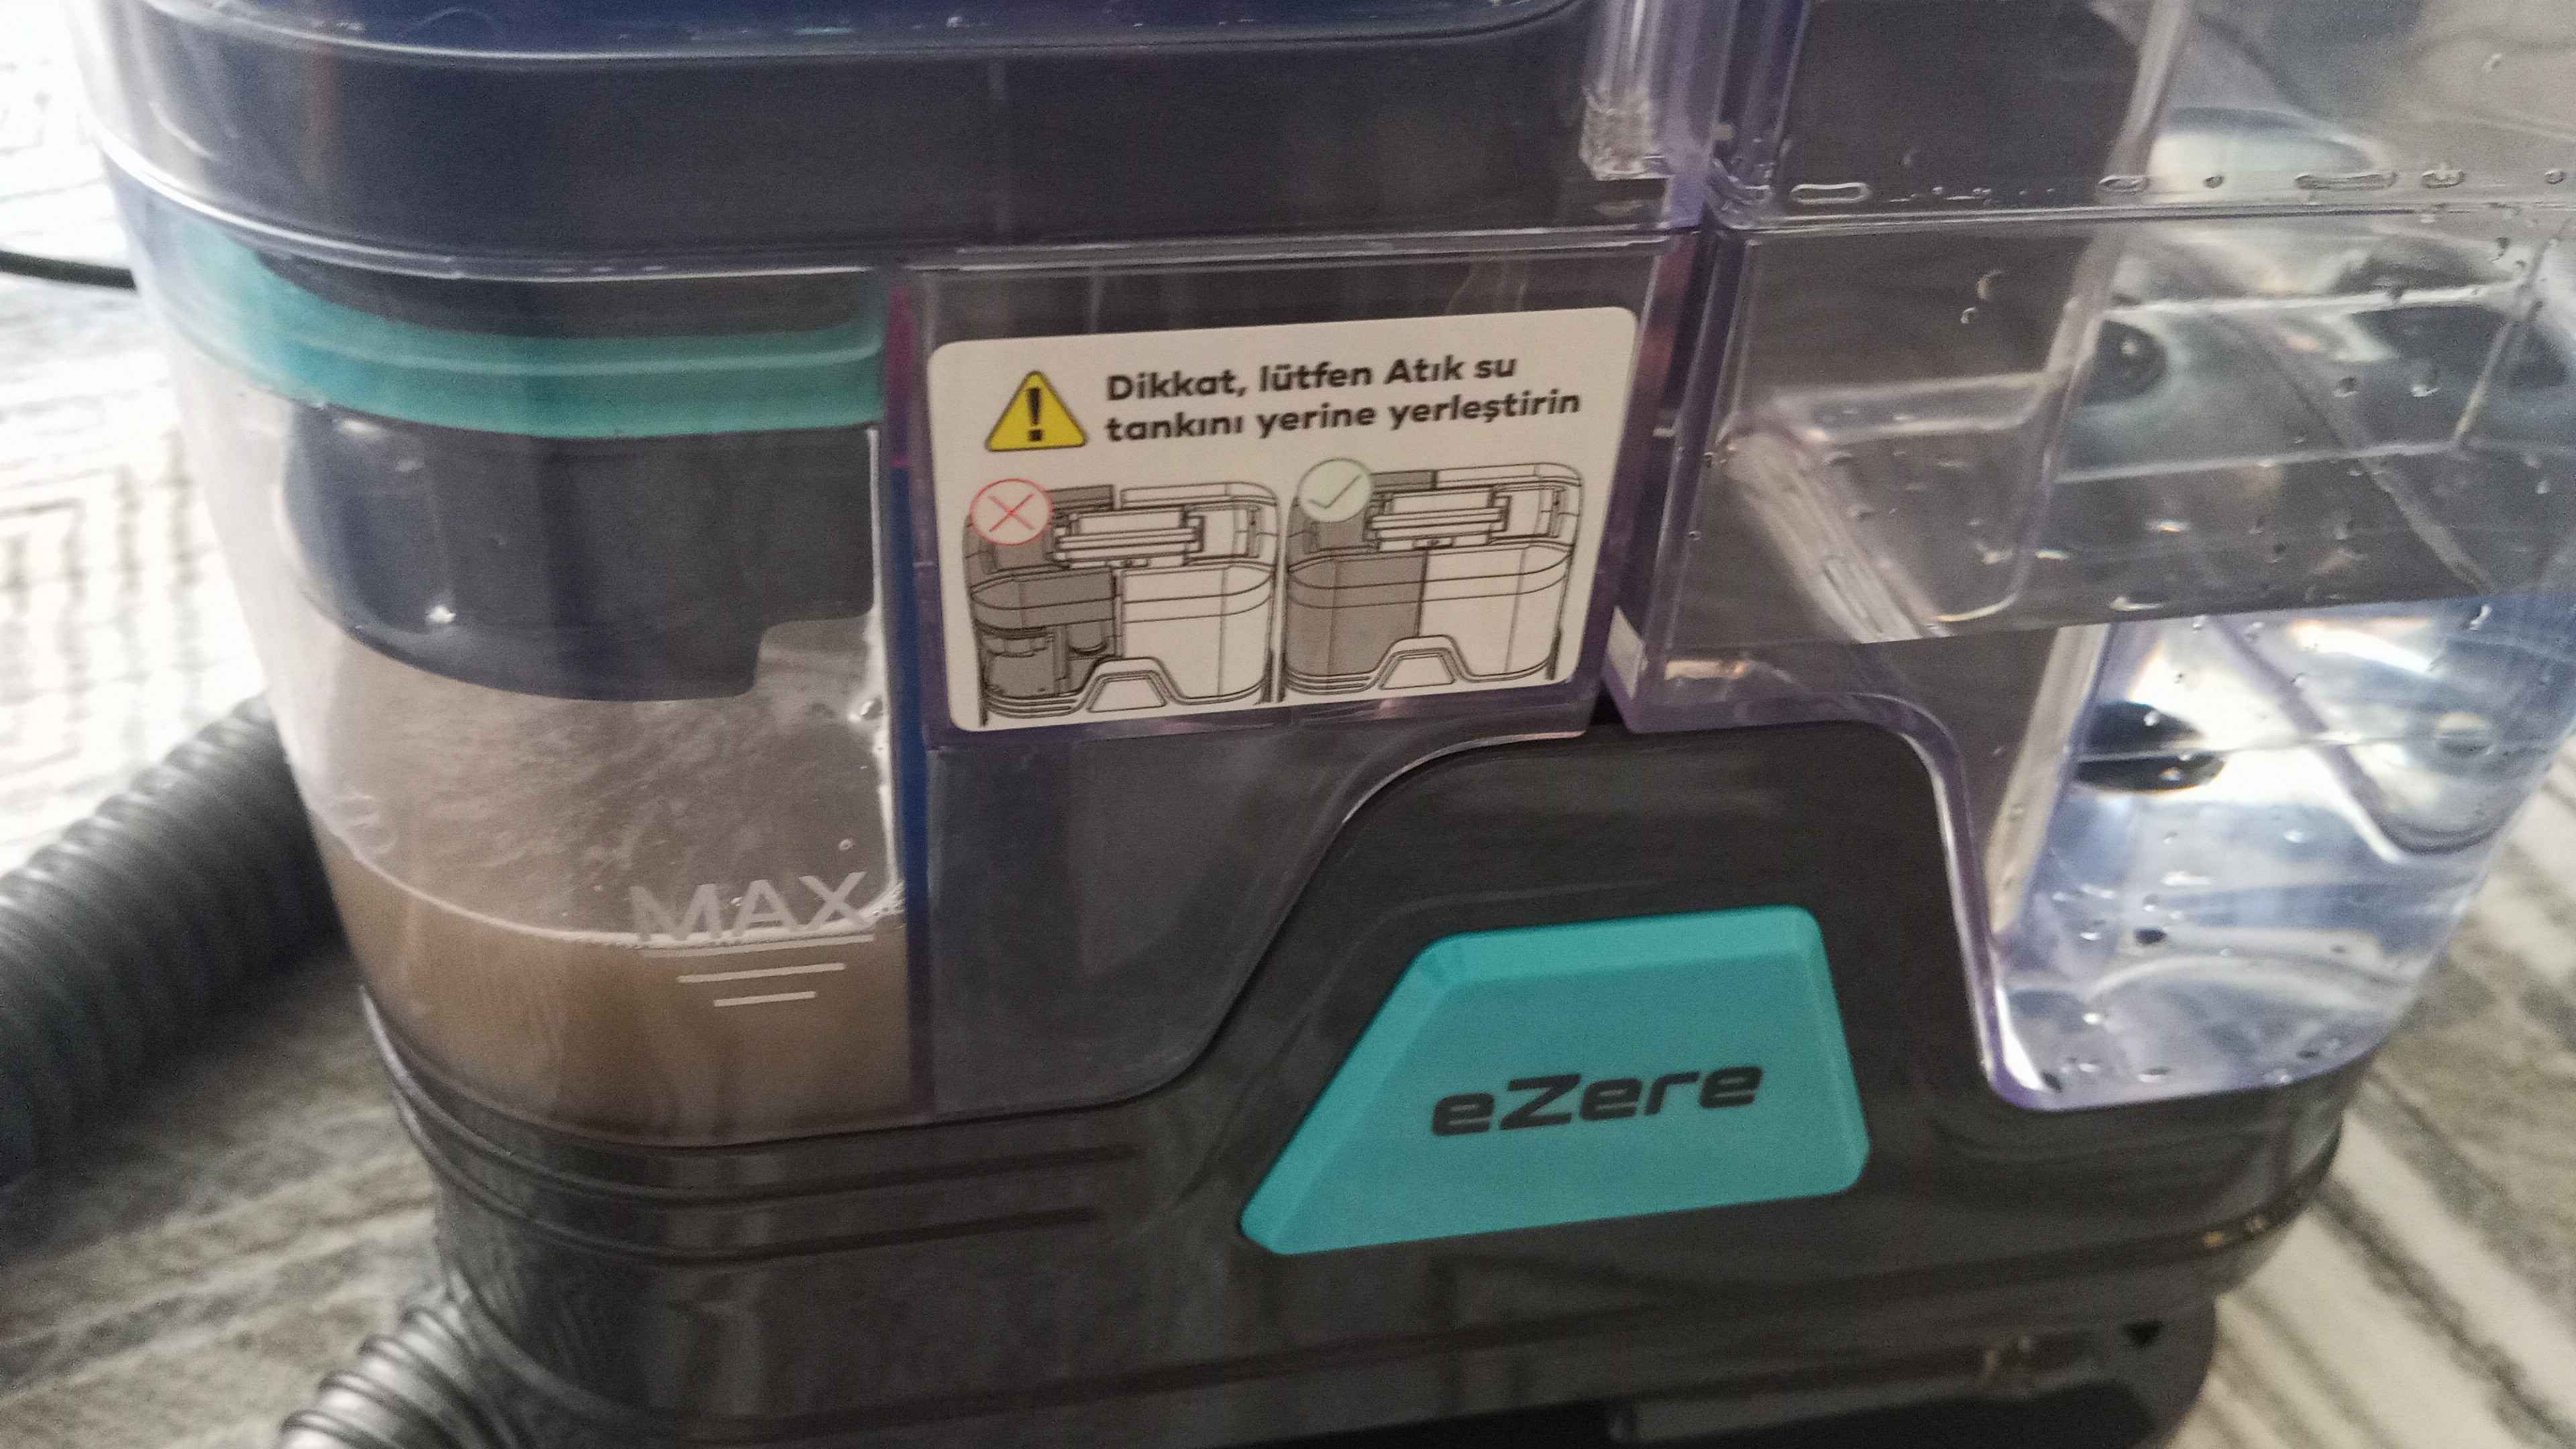 Dikkat, lütfen Atık su
tankını yerine yerleştirin
MAX
eZere